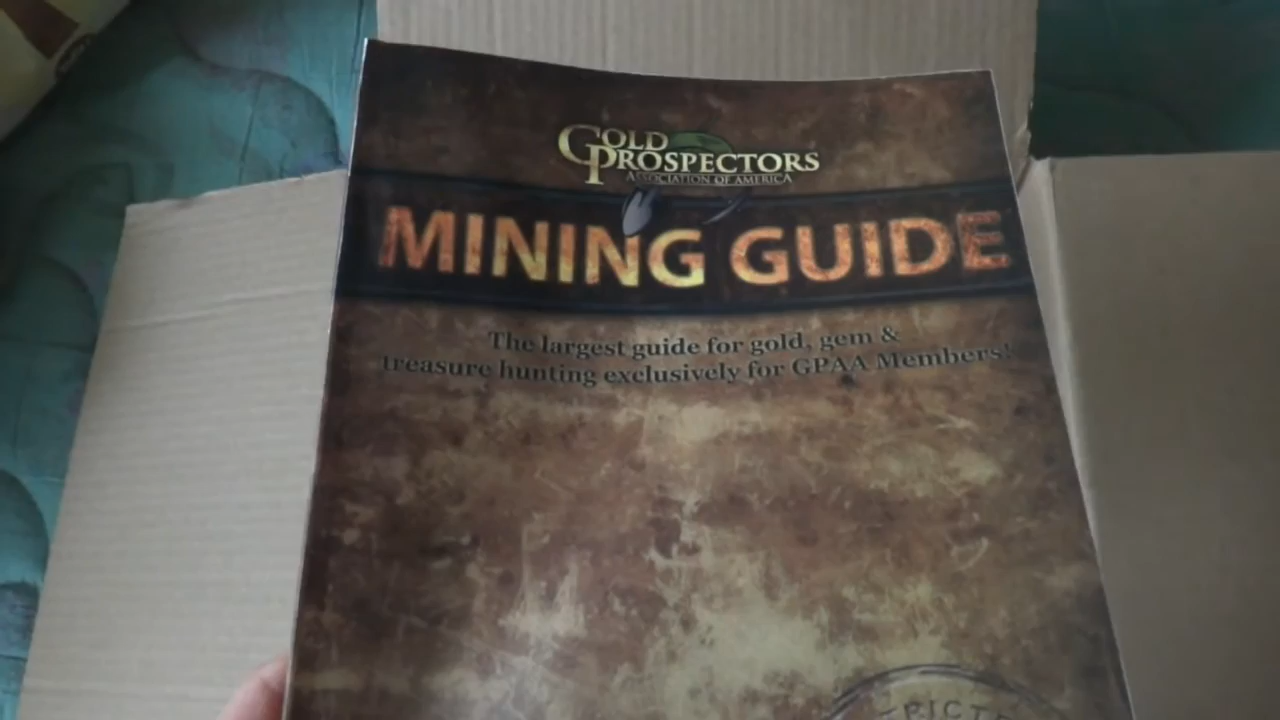 GOLD
PROSPECTORS
ASSOCIATION OF AMERICA
MINING GUIDE
The largest guide for gold, gem &
treasure hunting exclusively for GPAA Members!